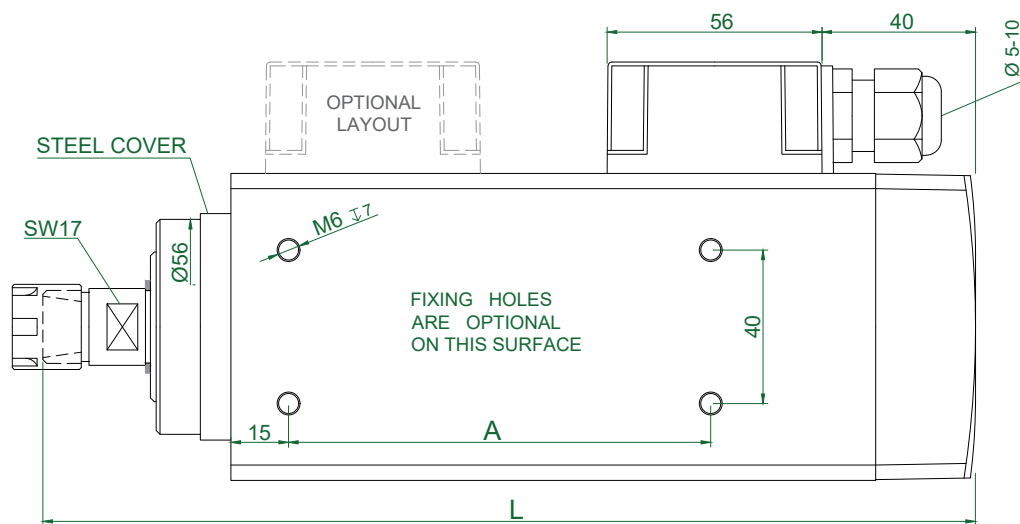 56
40
Ø 5-10
OPTIONAL
LAYOUT
STEEL COVER
SW17
Ø56
M6 ↧7
FIXING HOLES
ARE OPTIONAL
ON THIS SURFACE
40
15
A
L